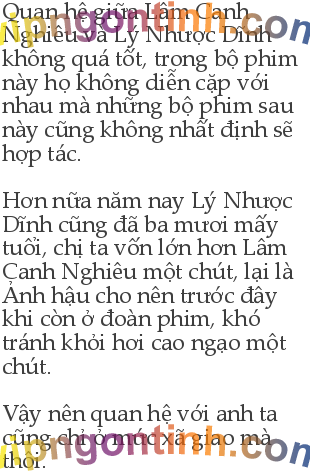 Quan hệ giữa Lâm Canh
Nghiêu và Lý Nhược Dĩnh
không quá tốt, trong bộ phim
này họ không diễn cặp với
nhau mà những bộ phim sau
này cũng không nhất định sẽ
hợp tác.
Hơn nữa năm nay Lý Nhược
Dĩnh cũng đã ba mươi mấy
tuổi, chị ta vốn lớn hơn Lâm
Canh Nghiêu một chút, lại là
Ảnh hậu cho nên trước đây
khi còn ở đoàn phim, khó
tránh khỏi hơi cao ngạo một
chút.
Vậy nên quan hệ với anh ta
cũng chỉ ở mức xã giao mà
thôi.
vipngontinh.com
vipngontinh.com